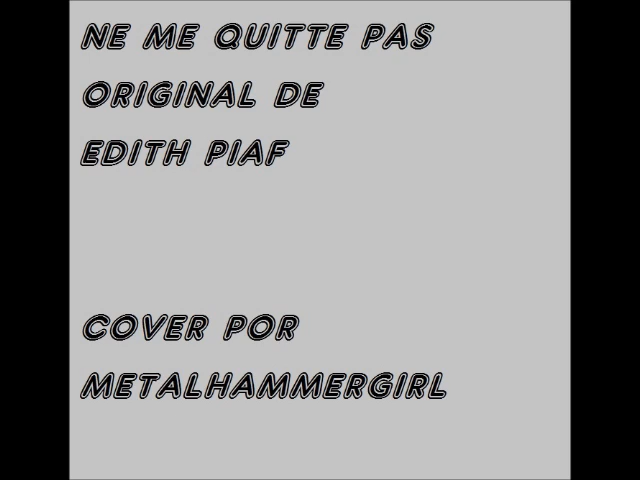 NE ME QUITTE PAS
ORIGINAL DE
EDITH PIAF
COVER POR
METALHAMMERGIRL